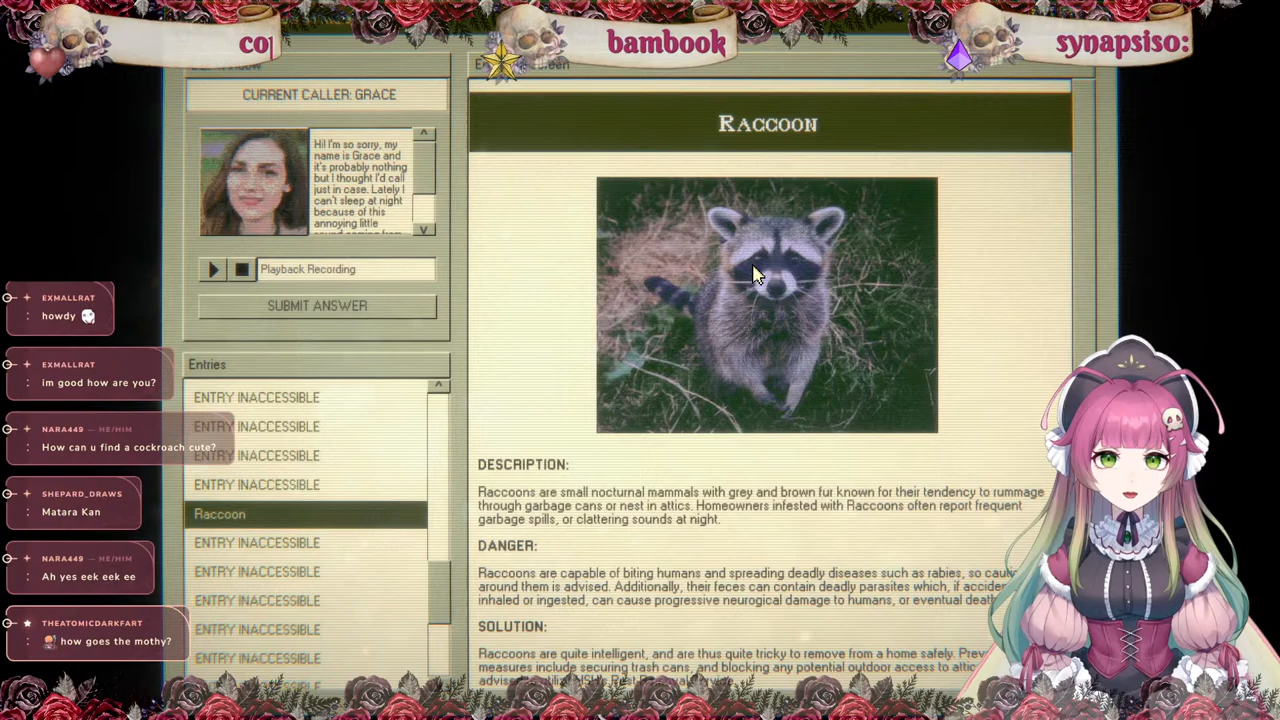 co
bambook
synapsiso:
CURRENT CALLER: GRACE
Hi! I'm so sorry, my
name is Grace and
it's probably nothing
but I thought I'd call
just in case. Lately I
can't sleep at night
because of this
annoying little
sound coming from
Playback Recording
SUBMIT ANSWER
Entries
ENTRY INACCESSIBLE
ENTRY INACCESSIBLE
ENTRY INACCESSIBLE
ENTRY INACCESSIBLE
Raccoon
ENTRY INACCESSIBLE
ENTRY INACCESSIBLE
ENTRY INACCESSIBLE
ENTRY INACCESSIBLE
ENTRY INACCESSIBLE
RACCOON
DESCRIPTION:
Raccoons are small nocturnal mammals with grey and brown fur known for their tendency to rummage
through garbage cans or nest in attics. Homeowners infested with Raccoons often report frequent
garbage spills, or clattering sounds at night.
DANGER:
Raccoons are capable of biting humans and spreading deadly diseases such as rabies, so
around them is advised. Additionally, their feces can contain deadly parasites which, if
inhaled or ingested, can cause progressive neurogical damage to humans, or eventual death
SOLUTION:
Raccoons are quite intelligent, and are thus quite tricky to remove from a home safely.
measures include securing trash cans, and blocking any potential outdoor access to
EXMALLRAT
howdy
EXMALLRAT
im good how are you?
NARA449 — HE/HIM
How can u find a cockroach cute?
SHEPARD_DRAWS
Matara Kan
NARA449 — HE/HIM
Ah yes eek eek ee
THEATOMICDARKFART
how goes the mothy?